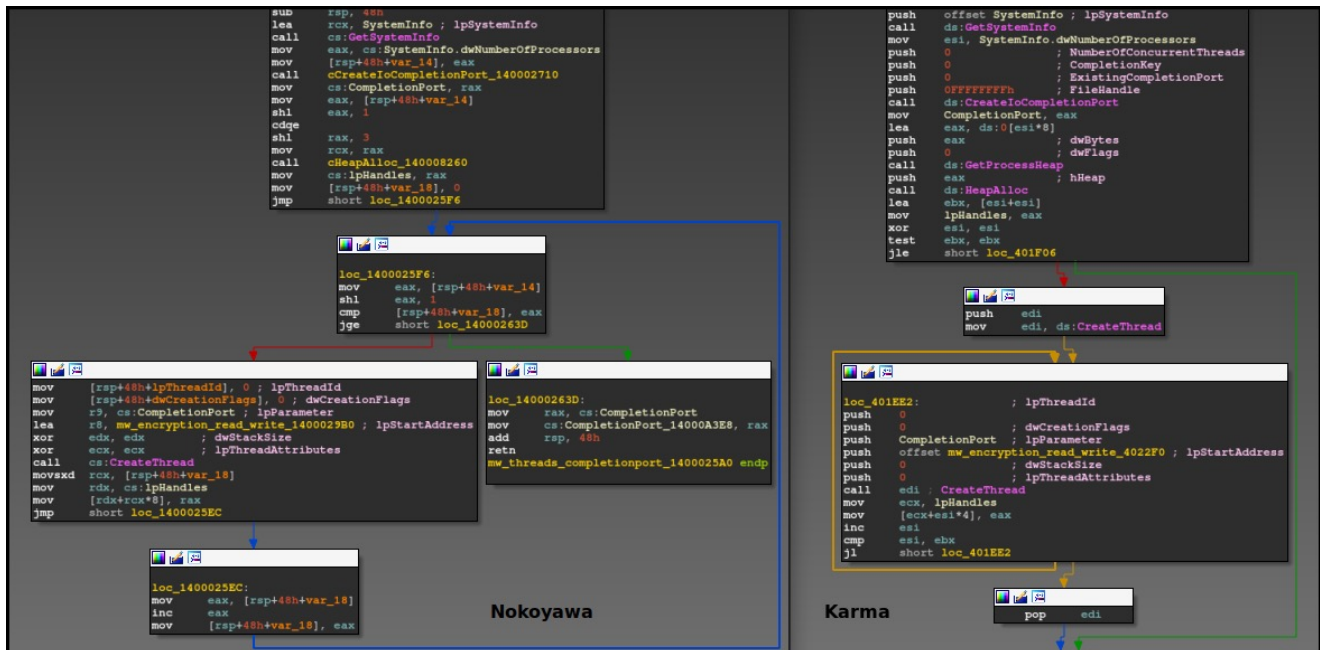 sub rsp, 48h
lea rcx, SystemInfo ; lpSystemInfo
call cs:GetSystemInfo
mov eax, cs:SystemInfo.dwNumberOfProcessors
mov [rsp+48h+var_14], eax
call cCreateIoCompletionPort_140002710
mov cs:CompletionPort, rax
mov eax, [rsp+48h+var_14]
shl eax, 1
cdqe
shl rax, 3
mov rcx, rax
call cHeapAlloc_140008260
mov cs:lpHandles, rax
mov [rsp+48h+var_18], 0
jmp short loc_1400025F6
loc_1400025F6:
mov eax, [rsp+48h+var_14]
shl eax, 1
cmp [rsp+48h+var_18], eax
jge short loc_14000263D
mov [rsp+48h+lpThreadId], 0 ; lpThreadId
mov [rsp+48h+dwCreationFlags], 0 ; dwCreationFlags
mov r9, cs:CompletionPort ; lpParameter
lea r8, mw_encryption_read_write_1400029B0 ; lpStartAddress
xor edx, edx ; dwStackSize
xor ecx, ecx ; lpThreadAttributes
call cs:CreateThread
movsxd rcx, [rsp+48h+var_18]
mov rdx, cs:lpHandles
mov [rdx+rcx*8], rax
jmp short loc_1400025EC
loc_14000263D:
mov rax, cs:CompletionPort
mov cs:CompletionPort_14000A3E8, rax
add rsp, 48h
retn
mw_threads_completionport_1400025A0 endp
loc_1400025EC:
mov eax, [rsp+48h+var_18]
inc eax
mov [rsp+48h+var_18], eax
Nokoyawa
push offset SystemInfo ; lpSystemInfo
call ds:GetSystemInfo
mov esi, SystemInfo.dwNumberOfProcessors
push 0 ; NumberOfConcurrentThreads
push 0 ; CompletionKey
push 0 ; ExistingCompletionPort
push 0FFFFFFFFh ; FileHandle
call ds:CreateIoCompletionPort
mov CompletionPort, eax
lea eax, ds:0[esi*8]
push eax ; dwBytes
push 0 ; dwFlags
call ds:GetProcessHeap
push eax ; hHeap
call ds:HeapAlloc
lea ebx, [esi+esi]
mov lpHandles, eax
xor esi, esi
test ebx, ebx
jle short loc_401F06
push edi
mov edi, ds:CreateThread
loc_401EE2: ; lpThreadId
push 0
push 0 ; dwCreationFlags
push CompletionPort ; lpParameter
push offset mw_encryption_read_write_4022F0 ; lpStartAddress
push 0 ; dwStackSize
push 0 ; lpThreadAttributes
call edi ; CreateThread
mov ecx, lpHandles
mov [ecx+esi*4], eax
inc esi
cmp esi, ebx
jl short loc_401EE2
pop edi
Karma